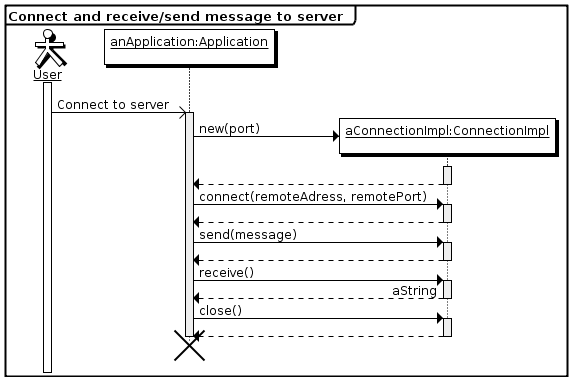 Connect and receive/send message to server
anApplication:Application
User
Connect to server
new(port)
aConnectionImpl:ConnectionImpl
connect(remoteAdress, remotePort)
send(message)
receive()
aString
close()